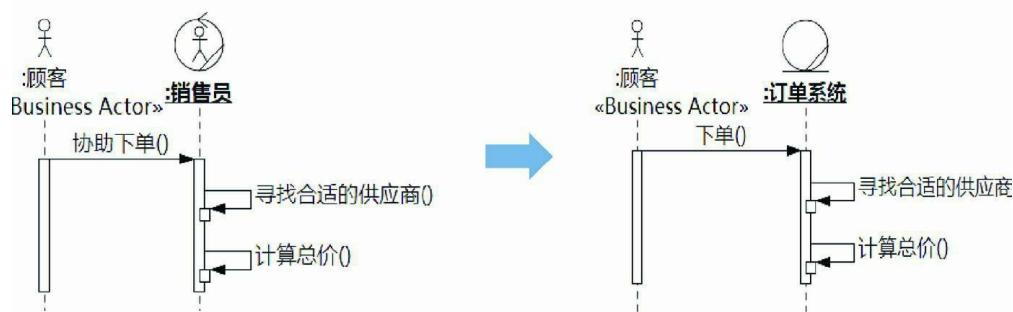 :顾客
Business Actor»
:销售员
协助下单()
寻找合适的供应商()
计算总价()
:顾客
«Business Actor»
:订单系统
下单()
寻找合适的供应商
计算总价()